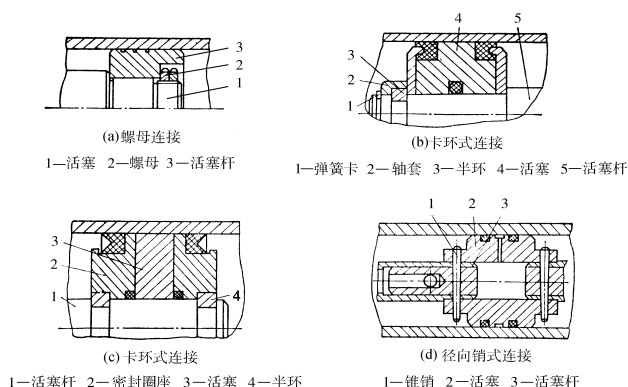 3
2
1
(a)螺母连接
1—活塞 2—螺母 3—活塞杆
4
5
3
2
1
(b)卡环式连接
1—弹簧卡 2—轴套 3—半环 4—活塞 5—活塞杆
3
2
1
4
(c)卡环式连接
1—活塞杆 2—密封圈座 3—活塞 4—半环
1 2 3
(d)径向销式连接
1—锥销 2—活塞 3—活塞杆